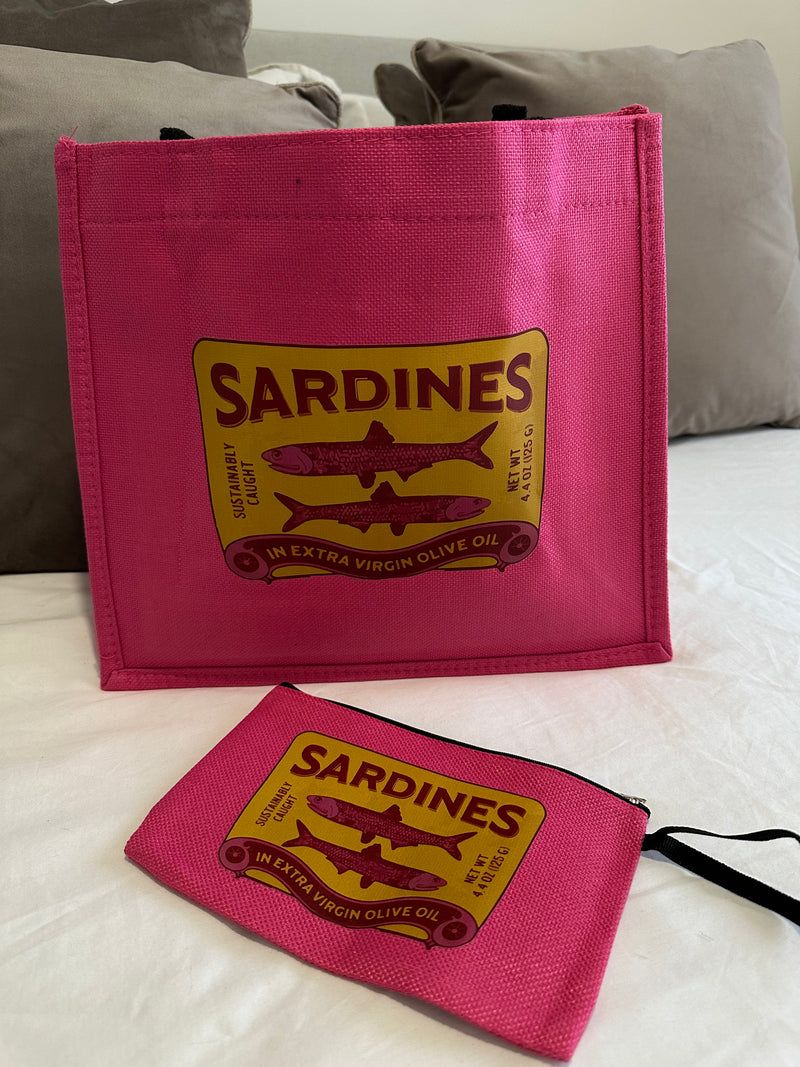 SARDINES
SUSTAINABLY
CAUGHT
NET WT
4.4 OZ (125 G)
IN EXTRA VIRGIN OLIVE OIL
SARDINES
SUSTAINABLY
CAUGHT
NET WT
4.4 OZ (125 G)
IN EXTRA VIRGIN OLIVE OIL